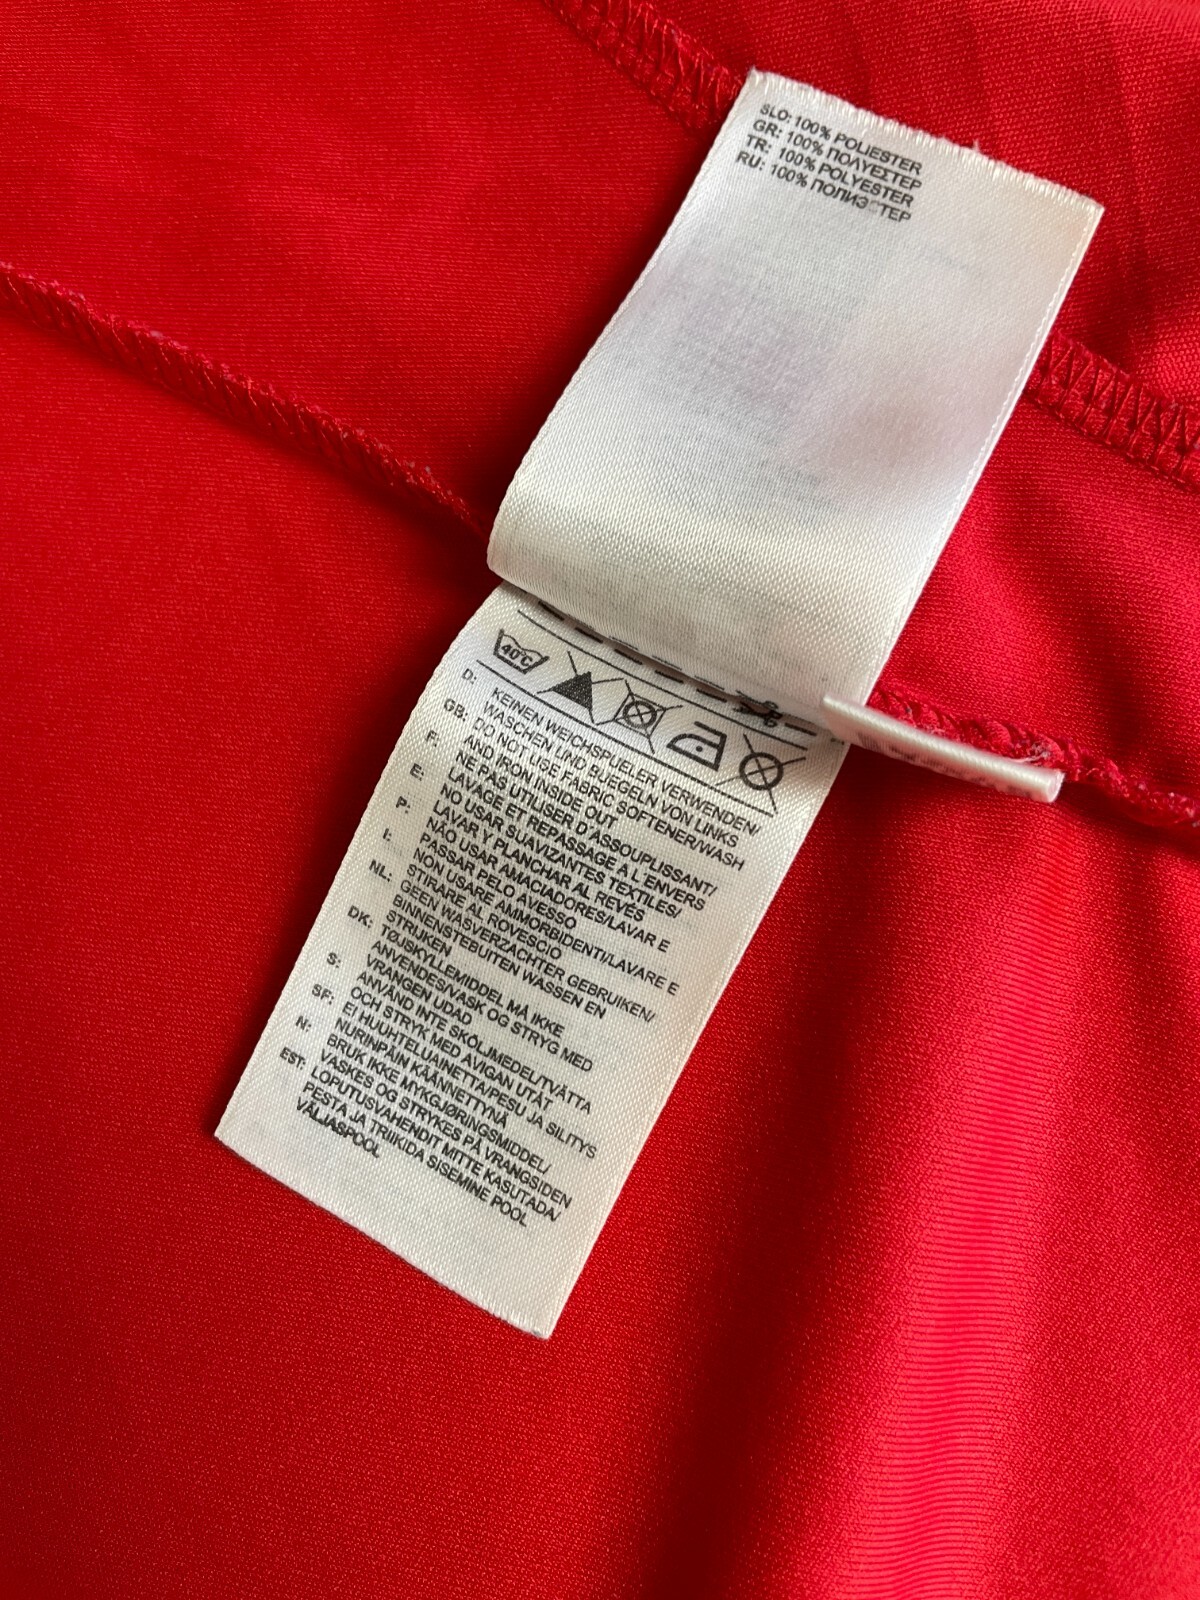 SLO: 100% POLIESTER
GR: 100% ΠΟΛΥΕΣΤΕΡ
TR: 100% POLYESTER
RU: 100% ПОЛИЭСТЕР
40°C
D: KEINEN WEICHSPUELER VERWENDEN/
WASCHEN UND BUEGELN VON LINKS
GB: DO NOT USE FABRIC SOFTENER/WASH
AND IRON INSIDE OUT
F: NE PAS UTILISER D'ASSOUPLISSANT/
LAVAGE ET REPASSAGE A L'ENVERS
E: NO USAR SUAVIZANTES TEXTILES/
LAVAR Y PLANCHAR AL REVÉS
P: NÃO USAR AMACIADORES/LAVAR E
PASSAR PELO AVESSO
I: NON USARE AMMORBIDENTI/LAVARE E
STIRARE AL ROVESCIO
NL: GEEN WASVERZACHTER GEBRUIKEN/
BINNENSTEBUITEN WASSEN EN
STRIJKEN
DK: TØJSKYLLEMIDDEL MÅ IKKE
ANVENDES/VASK OG STRYG MED
VRANGEN UDAD
S: ANVÄND INTE SKÖLJMEDEL/TVÄTTA
OCH STRYK MED AVIGAN UTÅT
SF: EI HUUHTELUAINETTA/PESU JA SILITYS
NURINPÄIN KÄÄNNETTYNÄ
N: BRUK IKKE MYKGJØRINGSMIDDEL/
VASKES OG STRYKES PÅ VRANGSIDEN
EST: LOPUTUSVAHENDIT MITTE KASUTADA/
PESTA JA TRIIKIDA SISEMINE POOL
VÄLJASPOOL